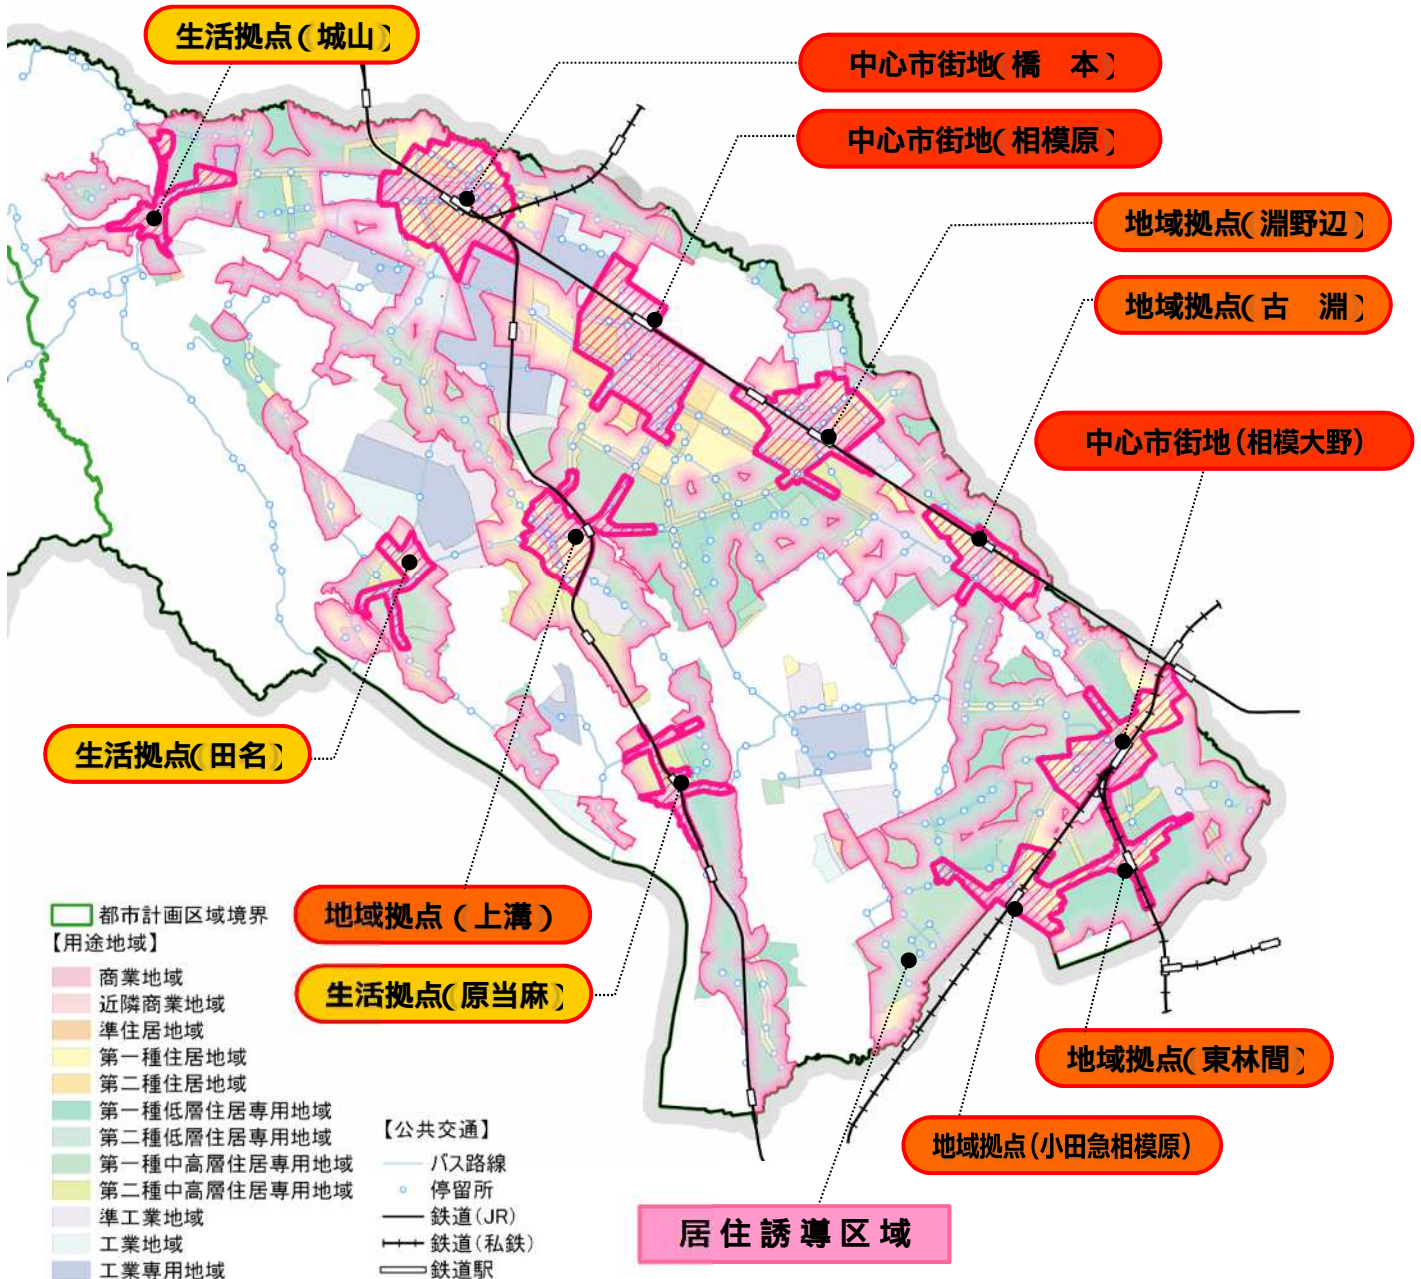 生活拠点(城山)
中心市街地(橋　本)
中心市街地(相模原)
地域拠点(淵野辺)
地域拠点(古　淵)
中心市街地(相模大野)
生活拠点(田名)
地域拠点(上溝)
生活拠点(原当麻)
地域拠点(東林間)
地域拠点(小田急相模原)
居住誘導区域
都市計画区域境界
【用途地域】
商業地域
近隣商業地域
準住居地域
第一種住居地域
第二種住居地域
第一種低層住居専用地域
第二種低層住居専用地域
第一種中高層住居専用地域
第二種中高層住居専用地域
準工業地域
工業地域
工業専用地域
【公共交通】
バス路線
停留所
鉄道(JR)
鉄道(私鉄)
鉄道駅